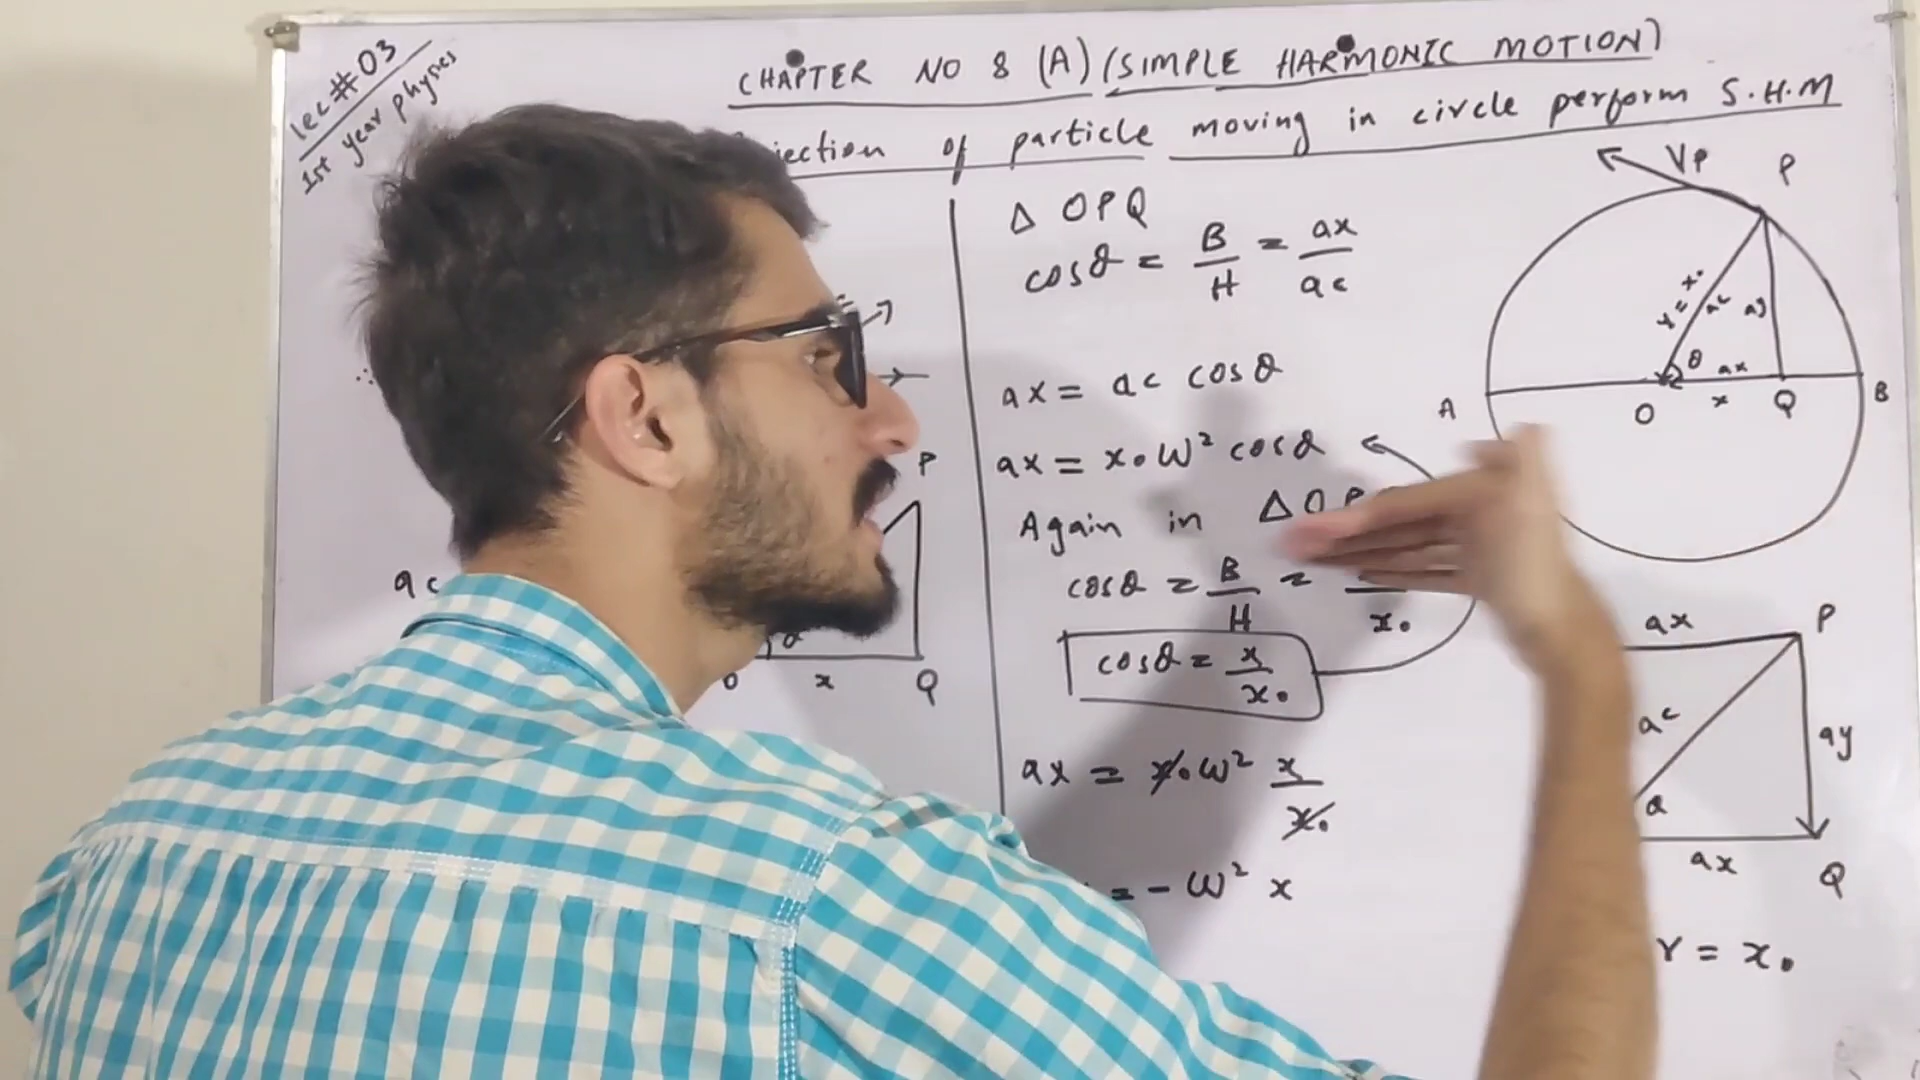 Lec # 03
1st year physics
CHAPTER NO 8 (A) (SIMPLE HARMONIC MOTION)
of particle moving in circle perform S.H.M
Δ OPQ
cosθ = B/H = ax/ac
ax = ac cosθ
ax = x₀ω² cosθ
Again in Δ OP
cosθ = B/H = /x₀
cosθ = x/x₀
ax = x₀ω² x/x₀
= -ω² x
P
ac
θ
O x Q
Vp P
r = x₀
ac ay
θ ax
A O x Q B
ax P
ac ay
θ
ax Q
r = x₀